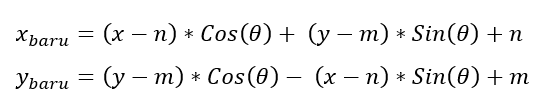 x_baru = (x − n) * Cos(θ) + (y − m) * Sin(θ) + n
y_baru = (y − m) * Cos(θ) − (x − n) * Sin(θ) + m